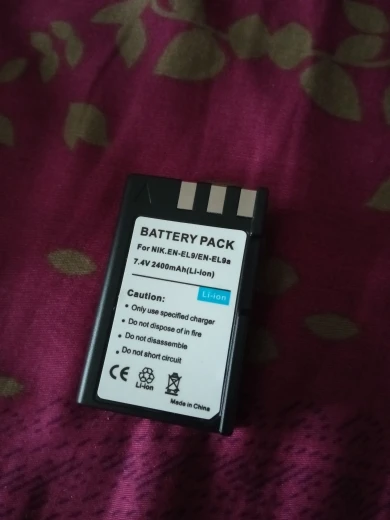 BATTERY PACK
For NIK.EN-EL9/EN-EL9a
7.4V 2400mAh(Li-ion)
Li-ion
Caution:
• Only use specified charger
• Do not dispose of in fire
• Do not disassemble
• Do not short circuit
CE
Li-ion
Made in China